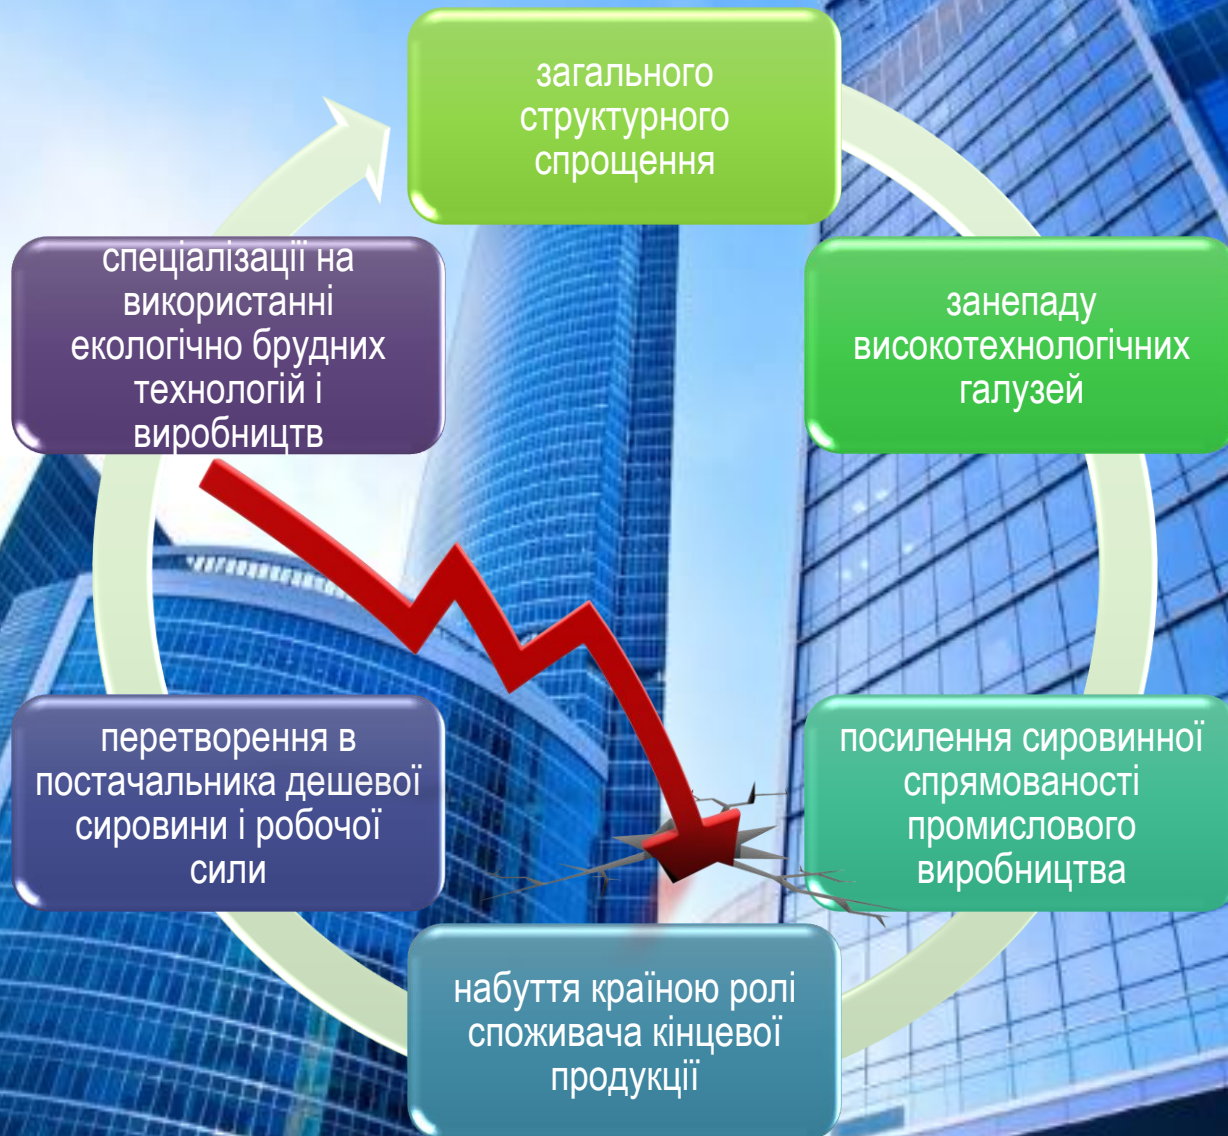 загального
структурного
спрощення
занепаду
високотехнологічних
галузей
посилення сировинної
спрямованості
промислового
виробництва
набуття країною ролі
споживача кінцевої
продукції
перетворення в
постачальника дешевої
сировини і робочої
сили
спеціалізації на
використанні
екологічно брудних
технологій і
виробництв